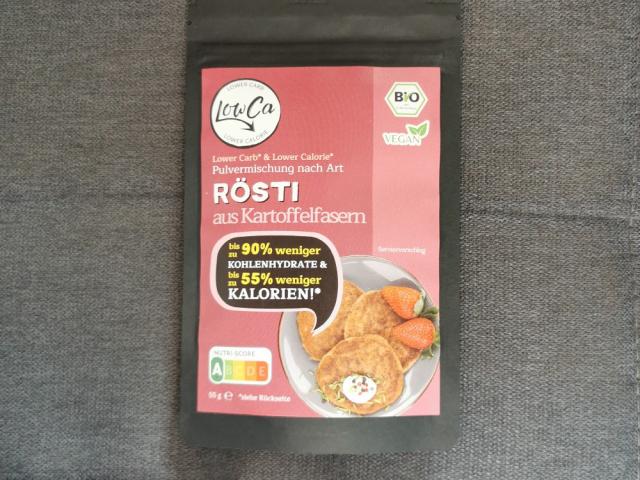 LOWER CARB
LowCa
LOWER CALORIE
BIO
VEGAN
Lower Carb* & Lower Calorie*
Pulvermischung nach Art
RÖSTI
aus Kartoffelfasern
Serviervorschlag
bis zu 90% weniger
KOHLENHYDRATE &
bis zu 55% weniger
KALORIEN!*
NUTRI-SCORE
A B C D E
55 g e *siehe Rückseite